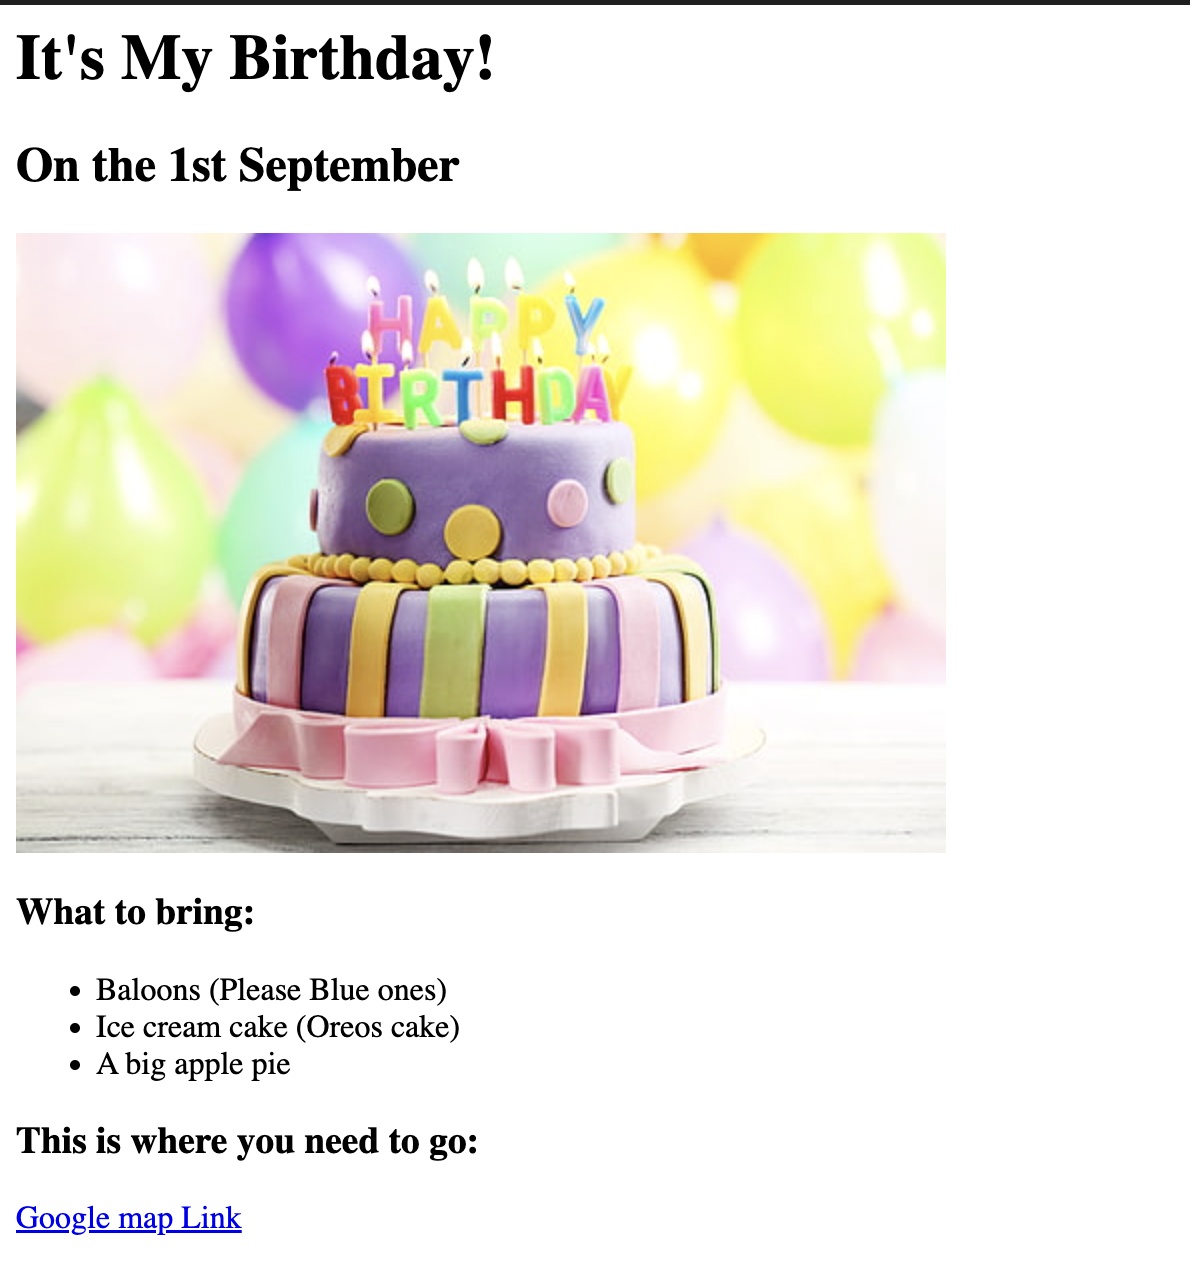 It's My Birthday!
On the 1st September
HAPPY
BIRTHDAY
What to bring:
Baloons (Please Blue ones)
Ice cream cake (Oreos cake)
A big apple pie
This is where you need to go:
Google map Link